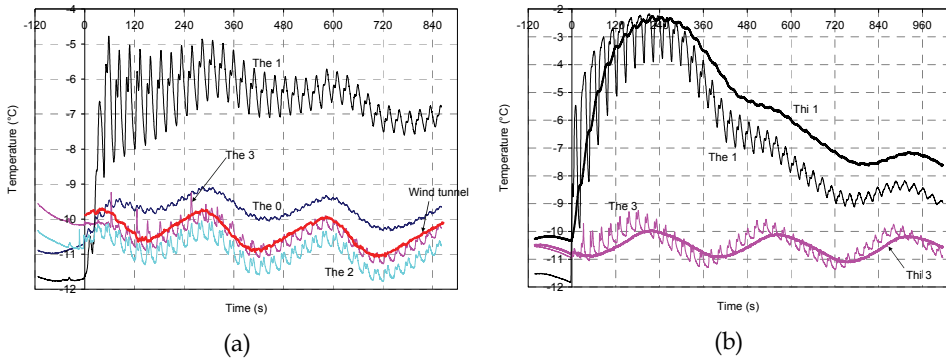 (a)
-120 0 120 240 360 480 600 720 840
-4
-5
-6
-7
-8
-9
-10
-11
-12
Temperature (°C)
The 1
The 3
Wind tunnel
The 0
The 2
Time (s)
(a)
(b)
-120 0 120 240 360 480 600 720 840 960
-2
-3
-4
-5
-6
-7
-8
-9
-10
-11
-12
Temperature (°C)
Thi 1
The 1
The 3
Thi 3
Time (s)
(b)